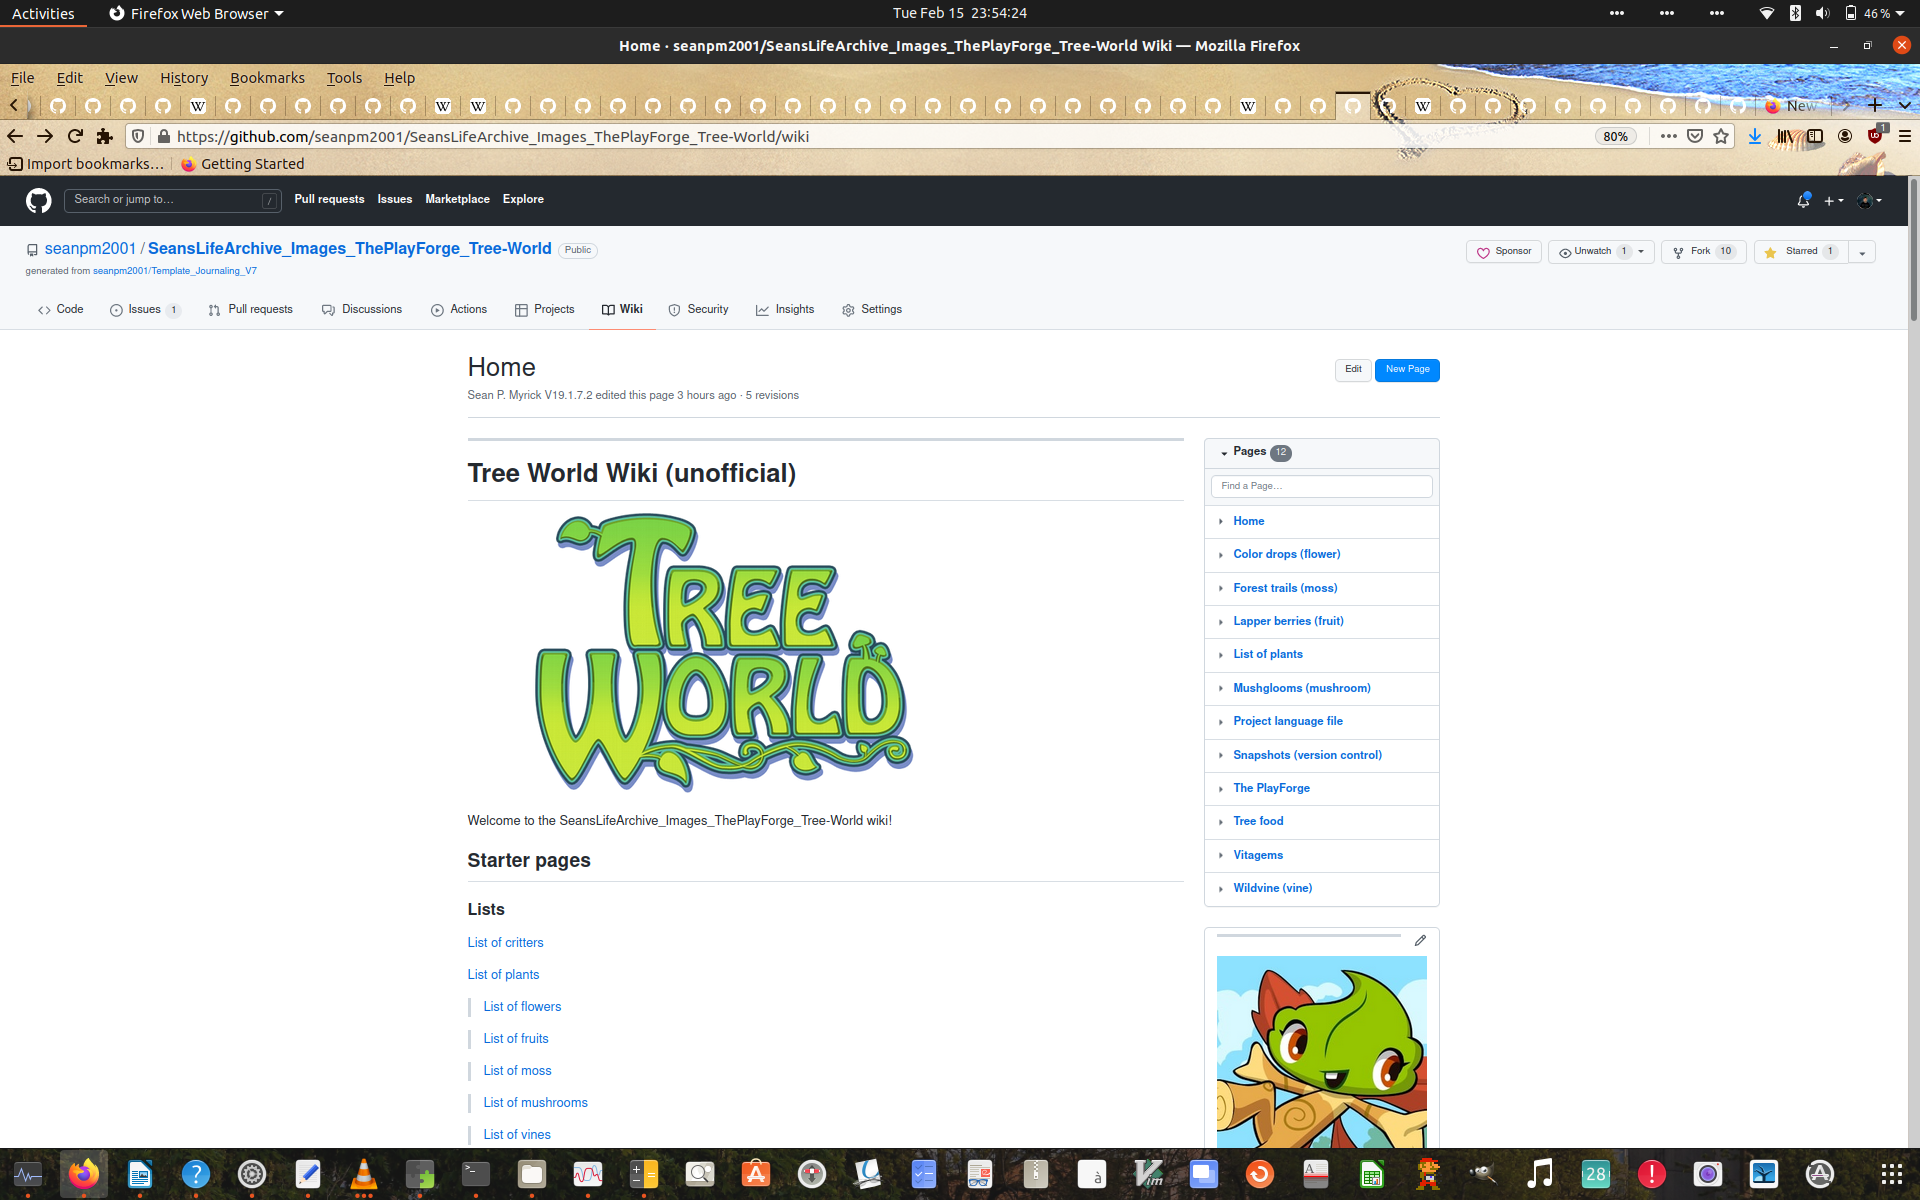 Activities
Firefox Web Browser
Tue Feb 15 23:54:24
46 %
Home · seanpm2001/SeansLifeArchive_Images_ThePlayForge_Tree-World Wiki — Mozilla Firefox
File Edit View History Bookmarks Tools Help
New
https://github.com/seanpm2001/SeansLifeArchive_Images_ThePlayForge_Tree-World/wiki
80%
1
Import bookmarks…
Getting Started
Search or jump to…
/
Pull requests Issues Marketplace Explore
seanpm2001 / SeansLifeArchive_Images_ThePlayForge_Tree-World Public
Sponsor Unwatch 1 Fork 10 Starred 1
generated from seanpm2001/Template_Journaling_V7
Code Issues 1 Pull requests Discussions Actions Projects Wiki Security Insights Settings
Home
Edit New Page
Sean P. Myrick V19.1.7.2 edited this page 3 hours ago · 5 revisions
Tree World Wiki (unofficial)
TREE
WORLD
Welcome to the SeansLifeArchive_Images_ThePlayForge_Tree-World wiki!
Starter pages
Lists
List of critters
List of plants
List of flowers
List of fruits
List of moss
List of mushrooms
List of vines
Pages 12
Find a Page…
Home
Color drops (flower)
Forest trails (moss)
Lapper berries (fruit)
List of plants
Mushglooms (mushroom)
Project language file
Snapshots (version control)
The PlayForge
Tree food
Vitagems
Wildvine (vine)
28